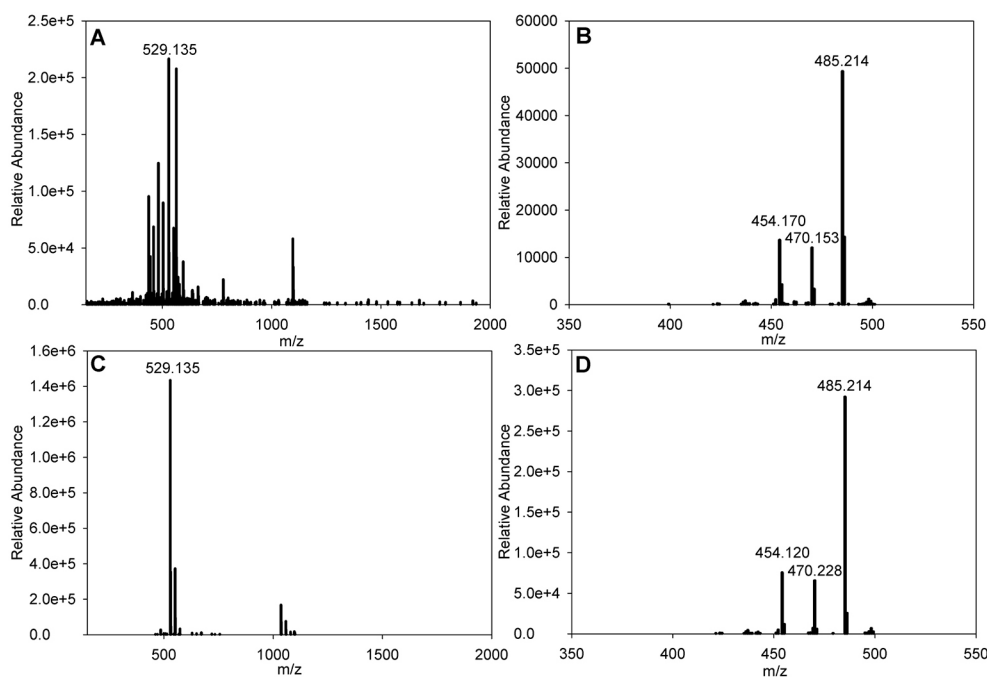 A
529.135
2.5e+5
2.0e+5
1.5e+5
1.0e+5
5.0e+4
0.0
500
1000
1500
2000
m/z
Relative Abundance
B
485.214
454.170
470.153
60000
50000
40000
30000
20000
10000
0
350
400
450
500
550
m/z
Relative Abundance
C
529.135
1.6e+6
1.4e+6
1.2e+6
1.0e+6
8.0e+5
6.0e+5
4.0e+5
2.0e+5
0.0
500
1000
1500
2000
m/z
Relative Abundance
D
485.214
454.120
470.228
3.5e+5
3.0e+5
2.5e+5
2.0e+5
1.5e+5
1.0e+5
5.0e+4
0.0
350
400
450
500
550
m/z
Relative Abundance